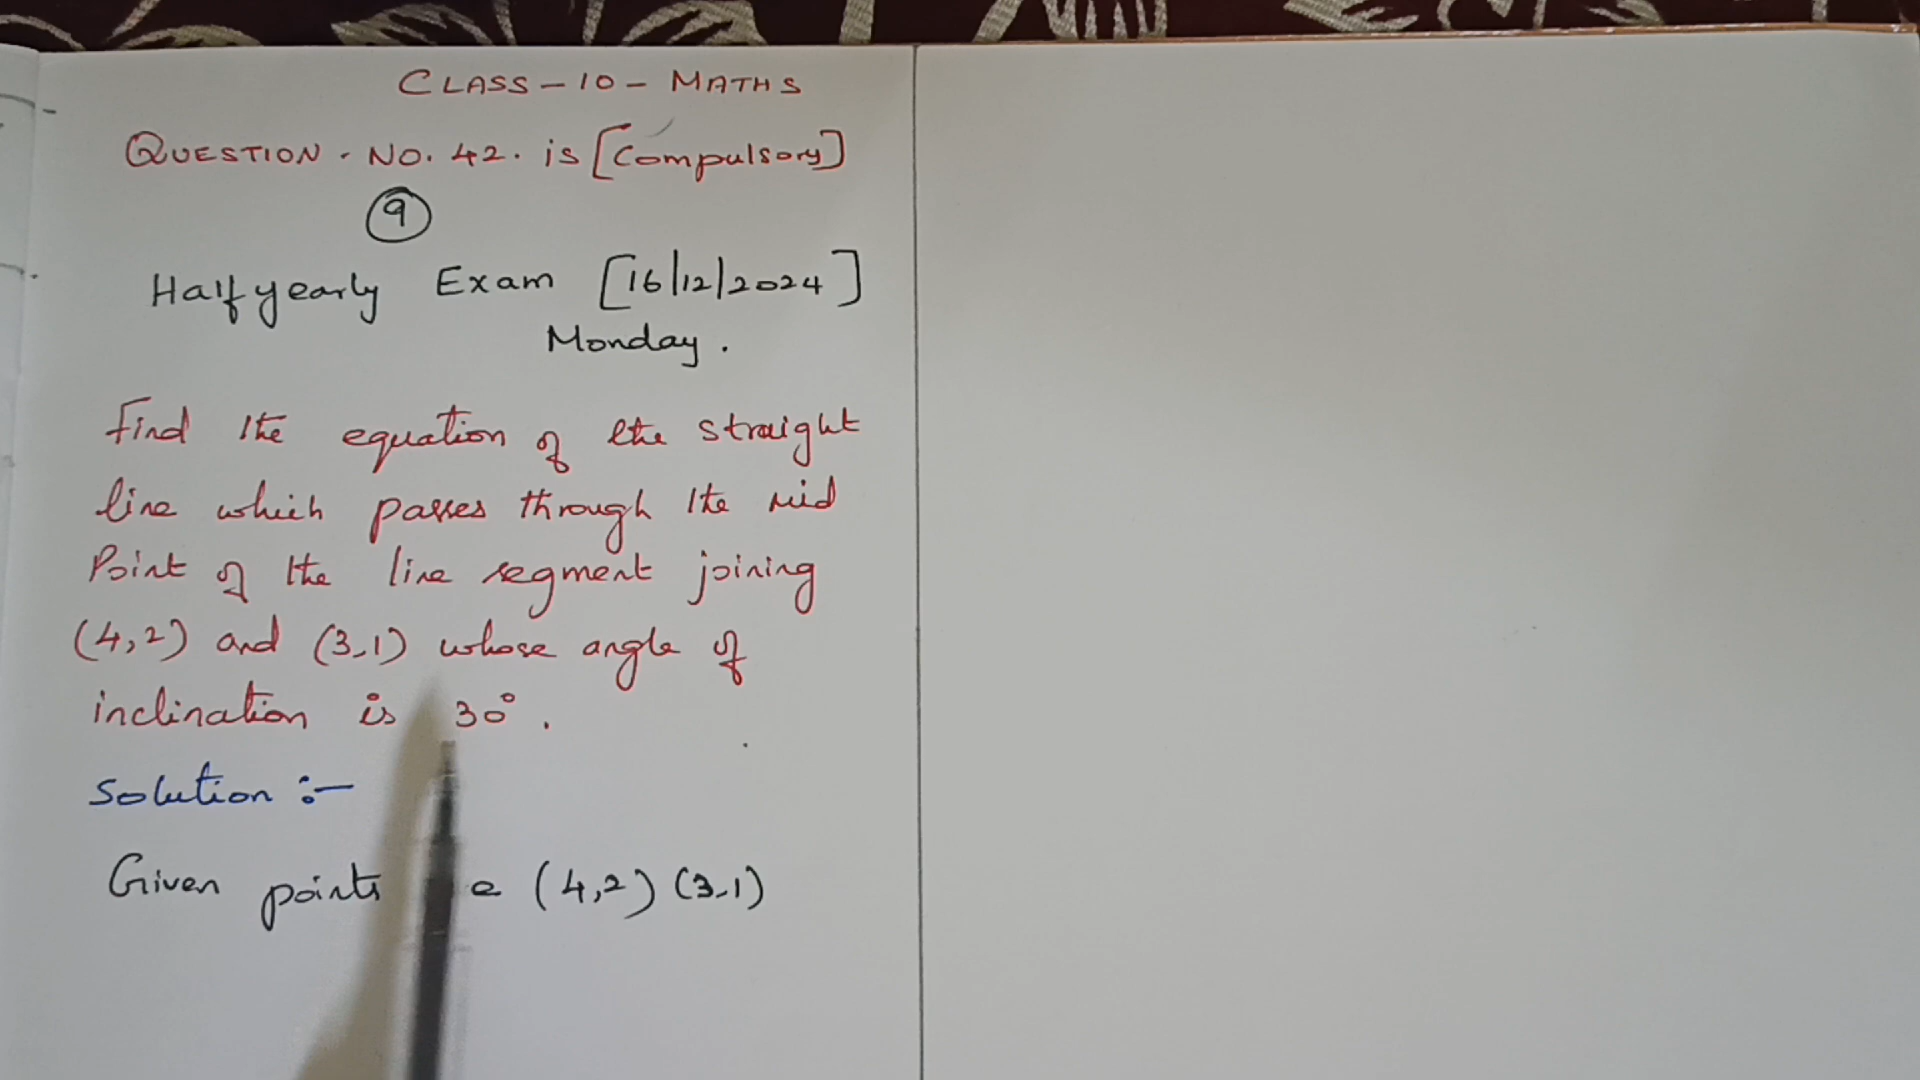 CLASS - 10 - MATHS
QUESTION. NO. 42. is [Compulsory]
9
Half yearly Exam [16/12/2024]
Monday.
Find the equation of the straight
line which passes through the mid
Point of the line segment joining
(4,2) and (3,1) whose angle of
inclination is 30°.
Solution :-
Given points (4,2) (3,1)